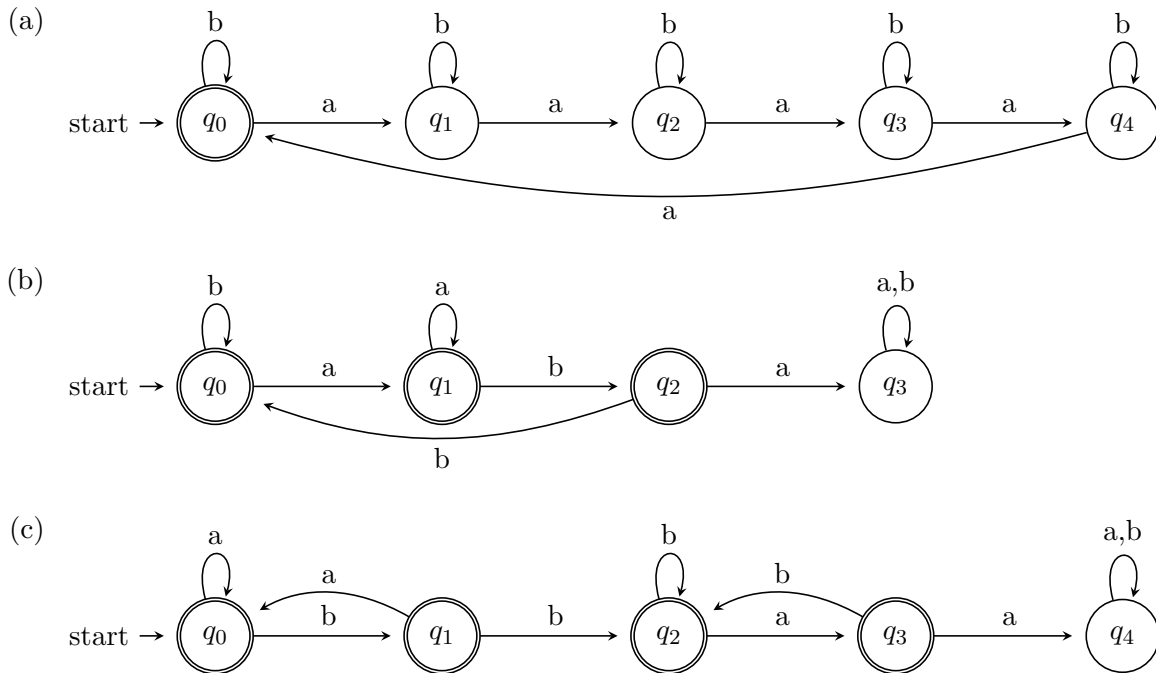 (a)
b b b b b
start q0 a q1 a q2 a q3 a q4
a
(b)
b a a,b
start q0 a q1 b q2 a q3
b
(c)
a b a,b
a b
start q0 b q1 b q2 a q3 a q4